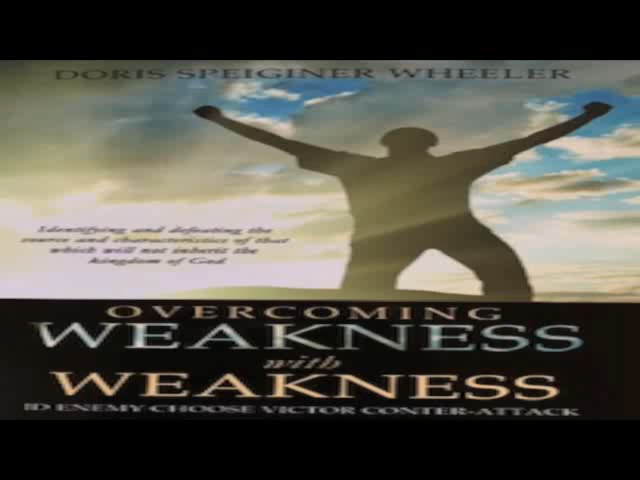 DORIS SPEIGINER WHEELER
Identifying and defeating the
source and characteristics of that
which will not inherit the
kingdom of God
OVERCOMING
WEAKNESS
with
WEAKNESS
ID ENEMY CHOOSE VICTOR CONTER-ATTACK